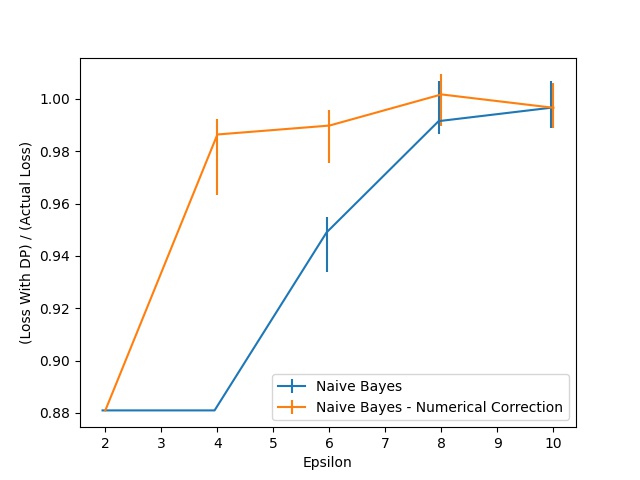 (Loss With DP) / (Actual Loss)
1.00
0.98
0.96
0.94
0.92
0.90
0.88
Naive Bayes
Naive Bayes - Numerical Correction
2 3 4 5 6 7 8 9 10
Epsilon